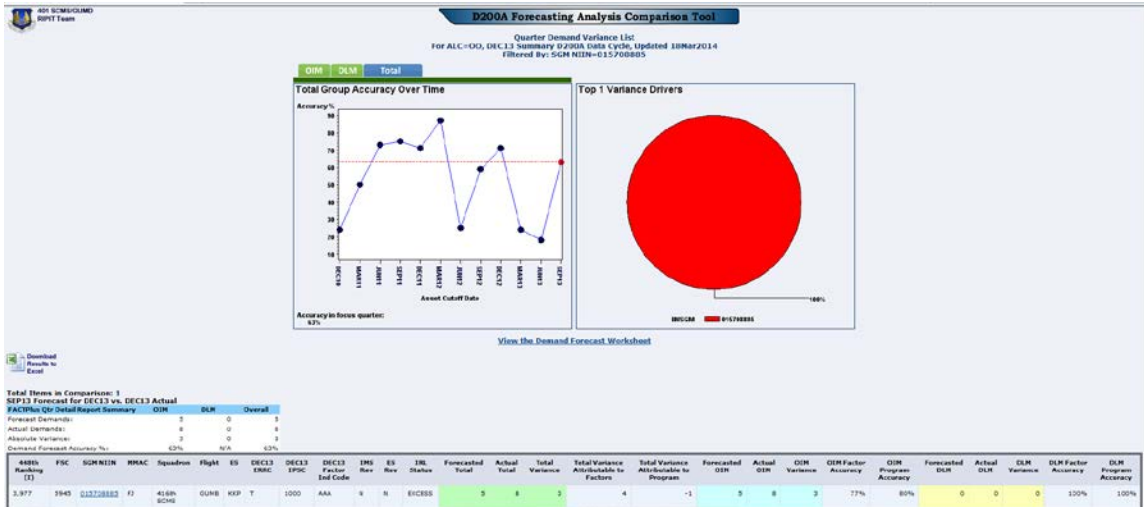 401 SCMS/GUMD
RIPIT Team
D200A Forecasting Analysis Comparison Tool
Quarter Demand Variance List
For ALC=OO, DEC13 Summary D200A Data Cycle, Updated 18Mar2014
Filtered By: SGM NIIN=015708885
OIM DLM Total
Total Group Accuracy Over Time
Accuracy%
90
80
70
60
50
40
30
20
10
DEC10 MAR11 JUN11 SEP11 DEC11 MAR12 JUN12 SEP12 DEC12 MAR13 JUN13 SEP13
Asset Cutoff Date
Accuracy in focus quarter:
63%
Top 1 Variance Drivers
100%
IMSGM 015708885
View the Demand Forecast Worksheet
Download
Results to
Excel
Total Items in Comparison: 1
SEP13 Forecast for DEC13 vs. DEC13 Actual
FACTPlus Qtr Detail Report Summary OIM DLM Overall
Forecast Demands: 5 0 5
Actual Demands: 8 0 8
Absolute Variance: 3 0 3
Demand Forecast Accuracy %: 63% N/A 63%
448th Ranking (I) FSC SGM NIIN MMAC Squadron Flight ES DEC13 ERRC DEC13 IPSC DEC13 Factor Ind Code IMS Rev ES Rev IRL Status Forecasted Total Actual Total Total Variance Total Variance Attributable to Factors Total Variance Attributable to Program Forecasted OIM Actual OIM OIM Variance OIM Factor Accuracy OIM Program Accuracy Forecasted DLM Actual DLM DLM Variance DLM Factor Accuracy DLM Program Accuracy
3,977 5945 015708885 FJ 416th SCMS GUMB KKP T 1000 AAA N N EXCESS 5 8 3 4 -1 5 8 3 77% 80% 0 0 0 100% 100%